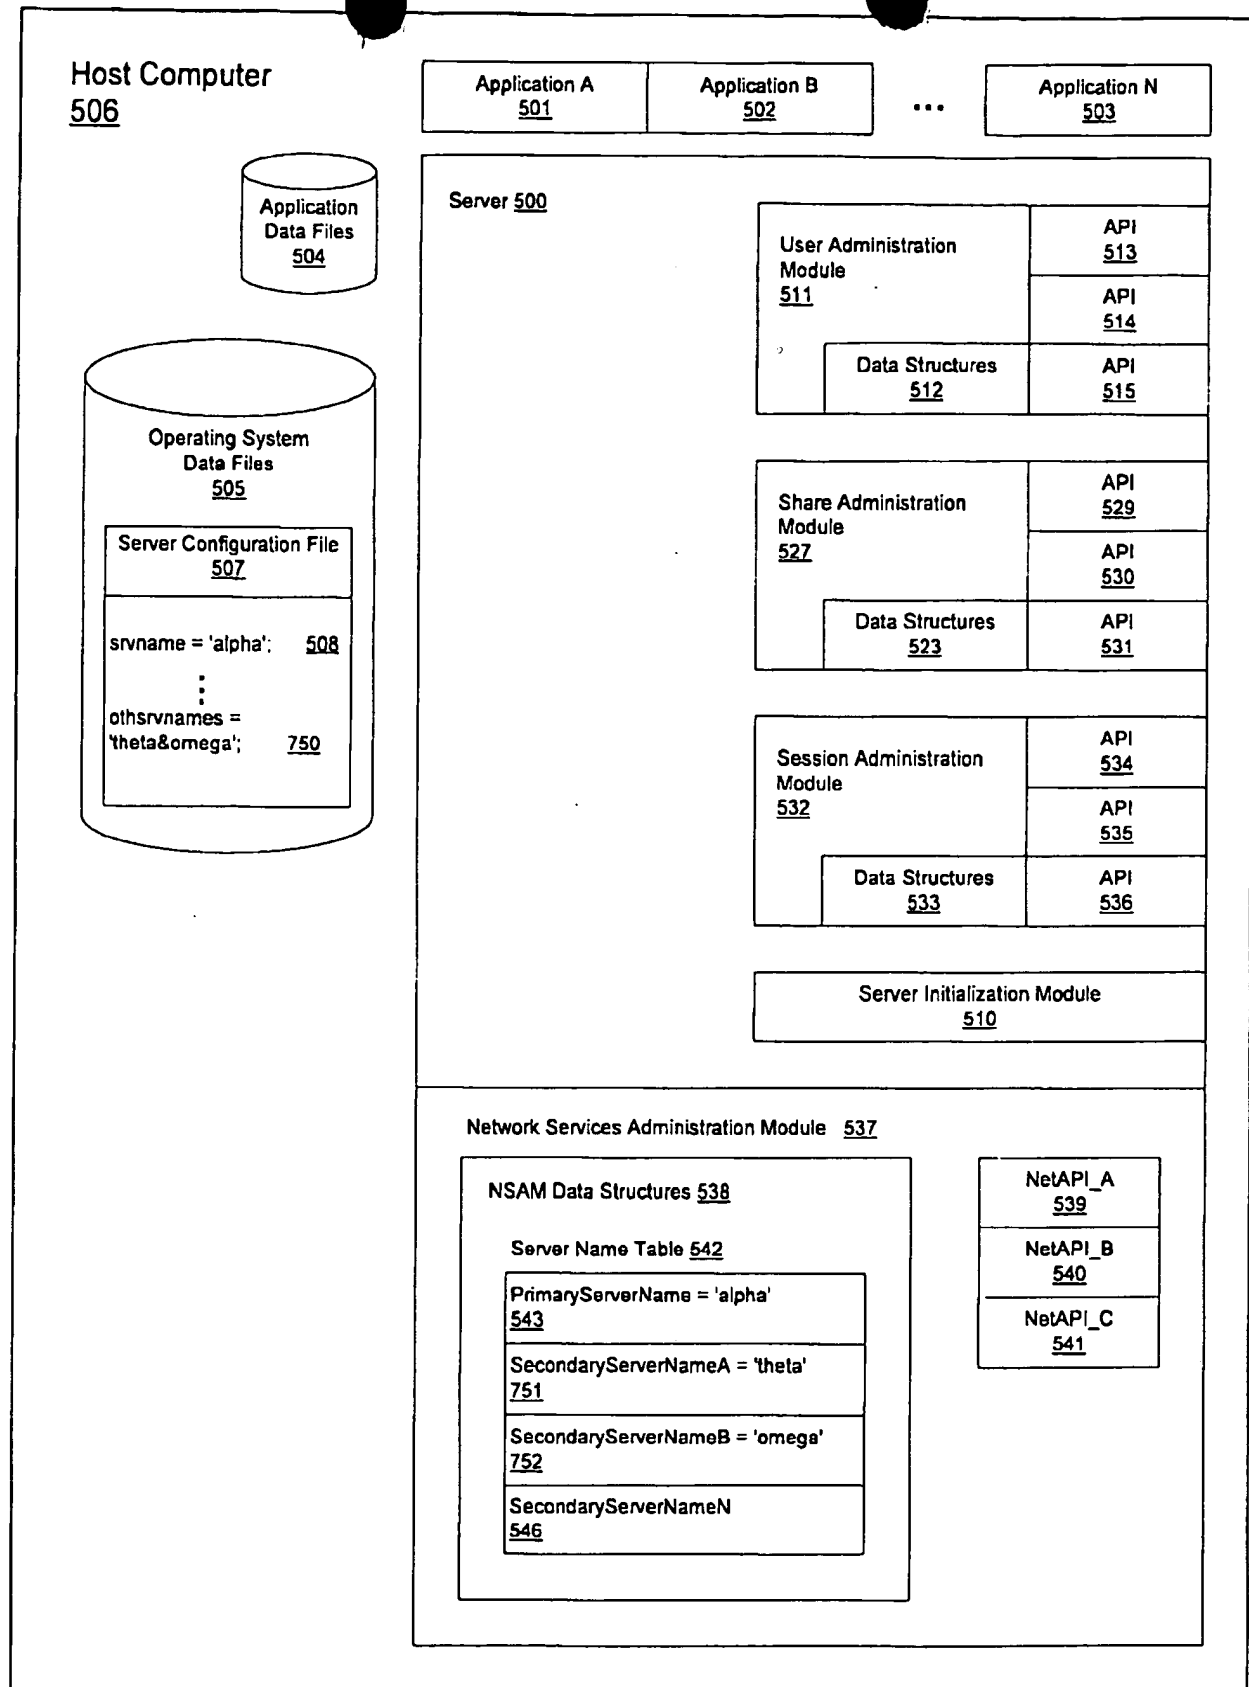 Host Computer
506
Application A
501
Application B
502
...
Application N
503
Application
Data Files
504
Operating System
Data Files
505
Server Configuration File
507
srvname = 'alpha'; 508
othsrvnames =
'theta&omega'; 750
Server 500
User Administration
Module
511
Data Structures
512
API
513
API
514
API
515
Share Administration
Module
527
Data Structures
523
API
529
API
530
API
531
Session Administration
Module
532
Data Structures
533
API
534
API
535
API
536
Server Initialization Module
510
Network Services Administration Module 537
NSAM Data Structures 538
Server Name Table 542
PrimaryServerName = 'alpha'
543
SecondaryServerNameA = 'theta'
751
SecondaryServerNameB = 'omega'
752
SecondaryServerNameN
546
NetAPI_A
539
NetAPI_B
540
NetAPI_C
541